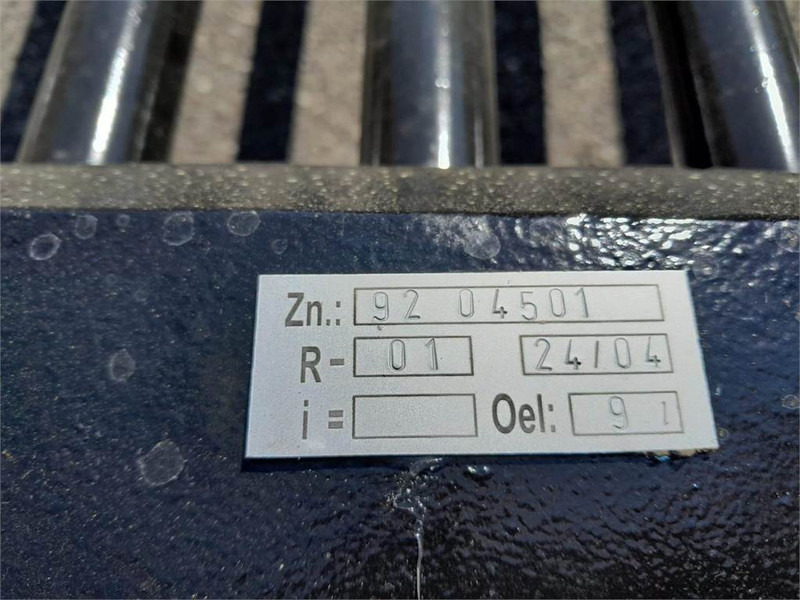 Zn.: 92 04501
R- 01 24/04
i = Oel: 9 l